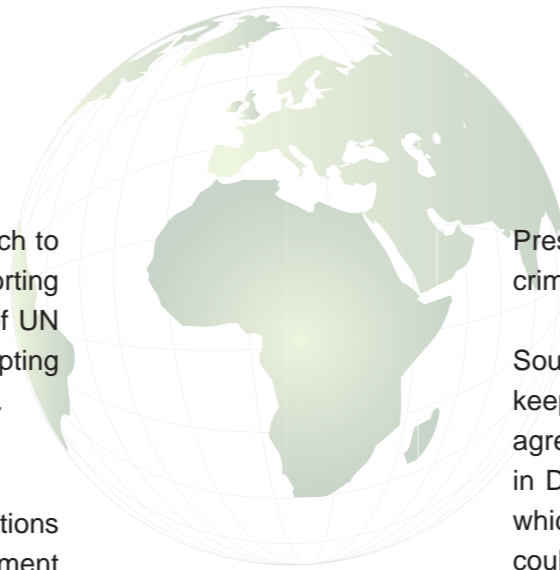 ch to
orting
f UN
pting
.
tions
ment
Pres
crim
Sou
keep
agre
in D
whic
coul